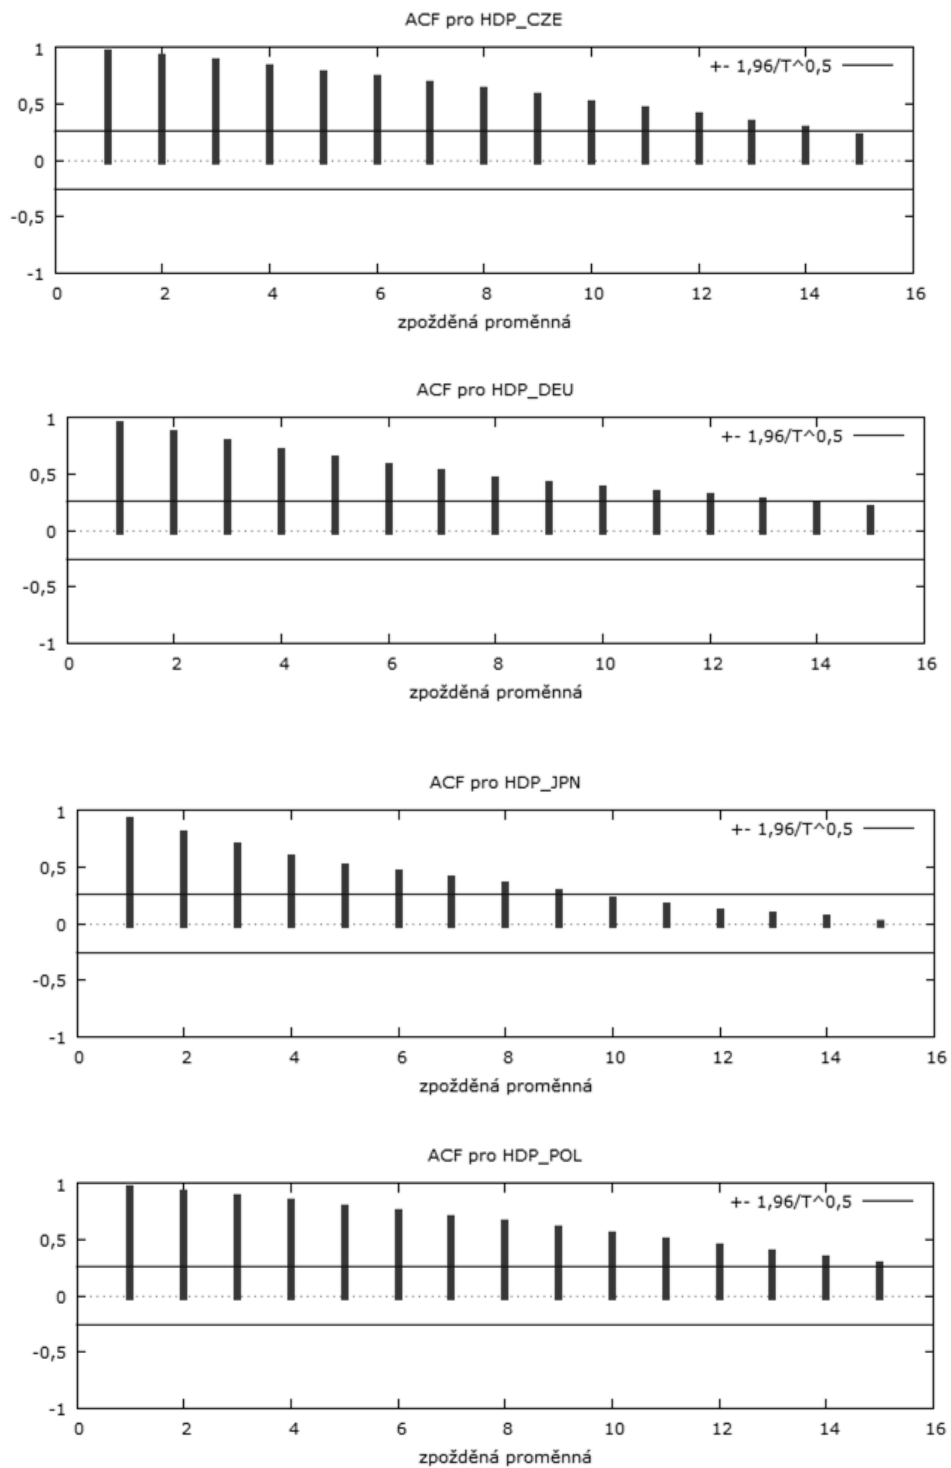 ACF pro HDP_CZE
+- 1,96/T^0,5
1
0,5
0
-0,5
-1
0 2 4 6 8 10 12 14 16
zpožděná proměnná
ACF pro HDP_DEU
+- 1,96/T^0,5
1
0,5
0
-0,5
-1
0 2 4 6 8 10 12 14 16
zpožděná proměnná
ACF pro HDP_JPN
+- 1,96/T^0,5
1
0,5
0
-0,5
-1
0 2 4 6 8 10 12 14 16
zpožděná proměnná
ACF pro HDP_POL
+- 1,96/T^0,5
1
0,5
0
-0,5
-1
0 2 4 6 8 10 12 14 16
zpožděná proměnná